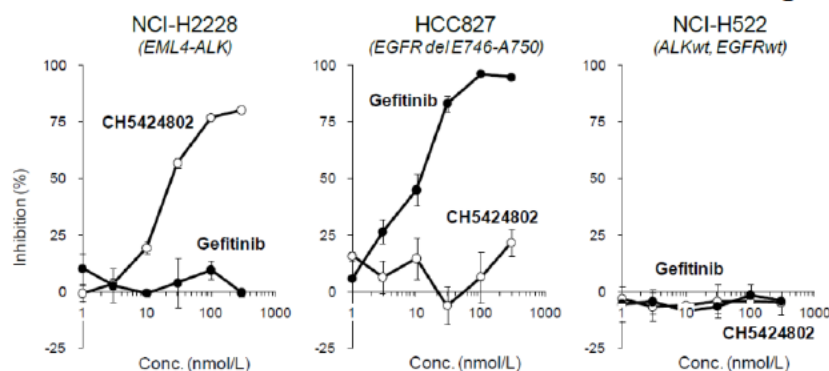 NCI-H2228
(EML4-ALK)
100
75
50
25
0
-25
Inhibition (%)
CH5424802
Gefitinib
1
10
100
1000
Conc. (nmol/L)
HCC827
(EGFR del E746-A750)
100
75
50
25
0
-25
Gefitinib
CH5424802
1
10
100
1000
Conc. (nmol/L)
NCI-H522
(ALKwt, EGFRwt)
100
75
50
25
0
-25
Gefitinib
CH5424802
1
10
100
1000
Conc. (nmol/L)